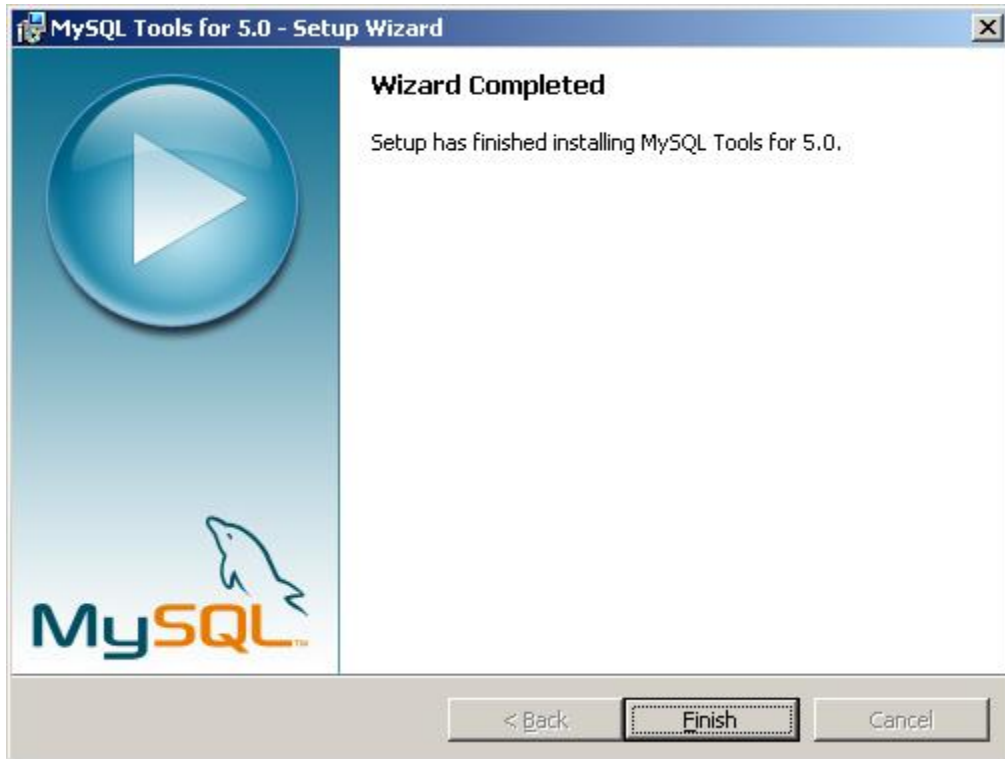 MySQL Tools for 5.0 - Setup Wizard
Wizard Completed
Setup has finished installing MySQL Tools for 5.0.
MySQL™
< Back
Finish
Cancel